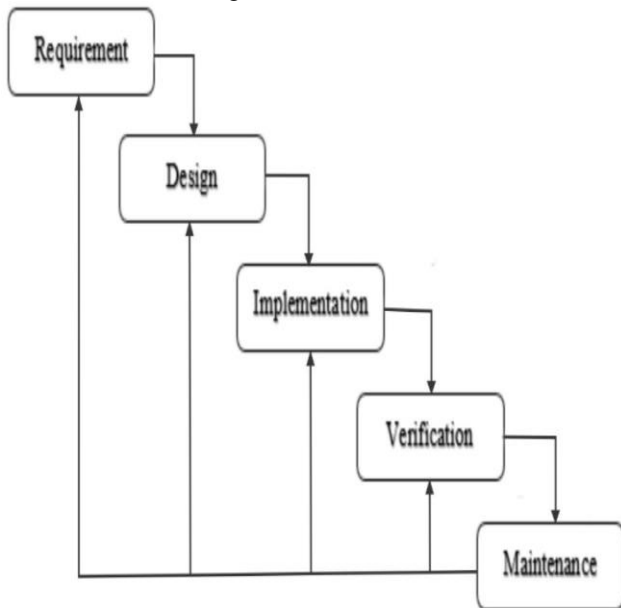 Requirement
Design
Implementation
Verification
Maintenance